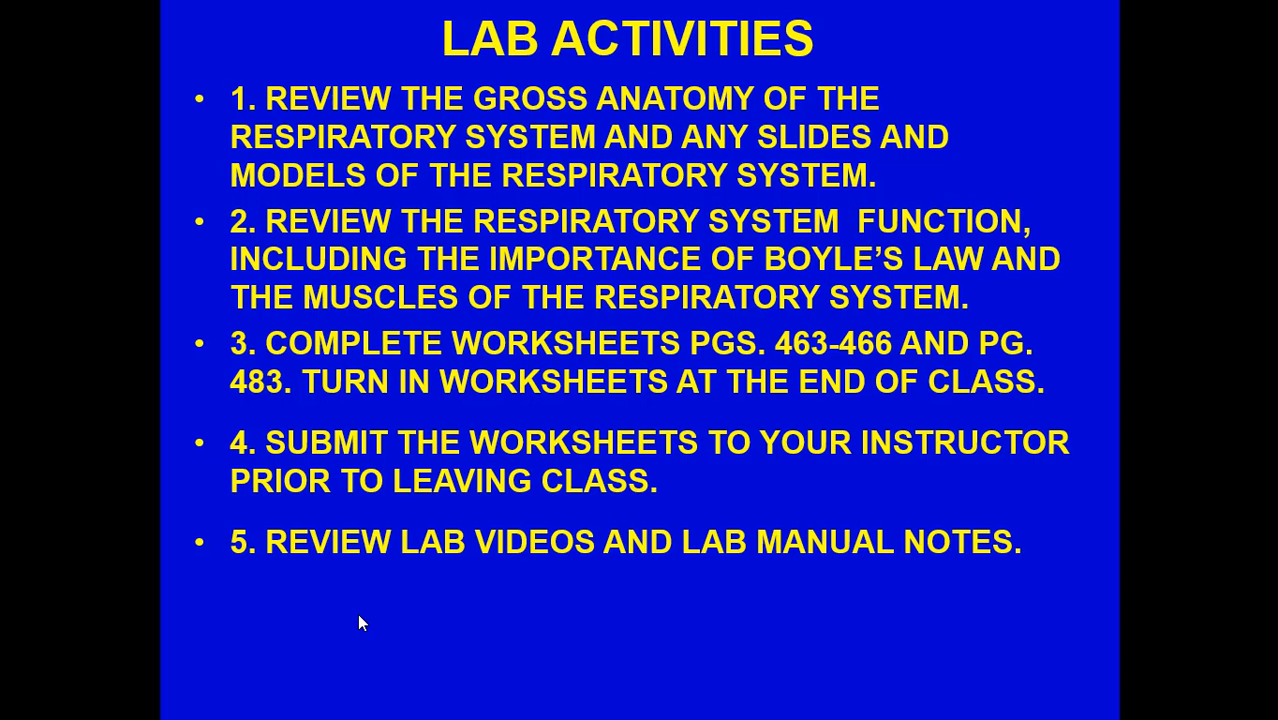 LAB ACTIVITIES
• 1. REVIEW THE GROSS ANATOMY OF THE
RESPIRATORY SYSTEM AND ANY SLIDES AND
MODELS OF THE RESPIRATORY SYSTEM.
• 2. REVIEW THE RESPIRATORY SYSTEM  FUNCTION,
INCLUDING THE IMPORTANCE OF BOYLE’S LAW AND
THE MUSCLES OF THE RESPIRATORY SYSTEM.
• 3. COMPLETE WORKSHEETS PGS. 463-466 AND PG.
483. TURN IN WORKSHEETS AT THE END OF CLASS.
• 4. SUBMIT THE WORKSHEETS TO YOUR INSTRUCTOR
PRIOR TO LEAVING CLASS.
• 5. REVIEW LAB VIDEOS AND LAB MANUAL NOTES.